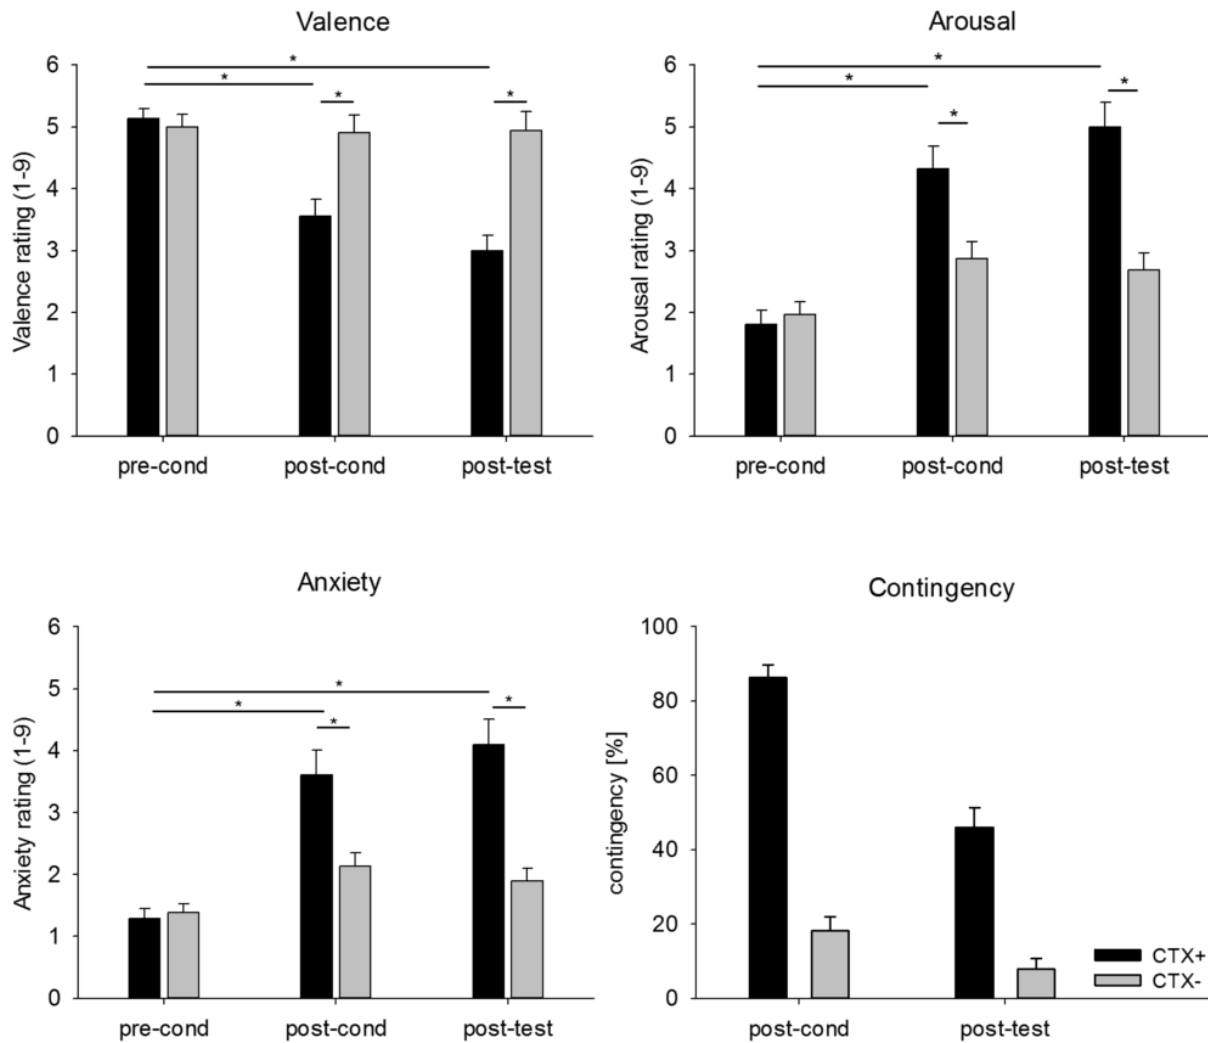 Valence
Valence rating (1-9)
6
5
4
3
2
1
0
*
*
*
*
pre-cond post-cond post-test
Arousal
Arousal rating (1-9)
6
5
4
3
2
1
0
*
*
*
*
pre-cond post-cond post-test
Anxiety
Anxiety rating (1-9)
6
5
4
3
2
1
0
*
*
*
*
pre-cond post-cond post-test
Contingency
contingency [%]
100
80
60
40
20
0
CTX+
CTX-
post-cond post-test